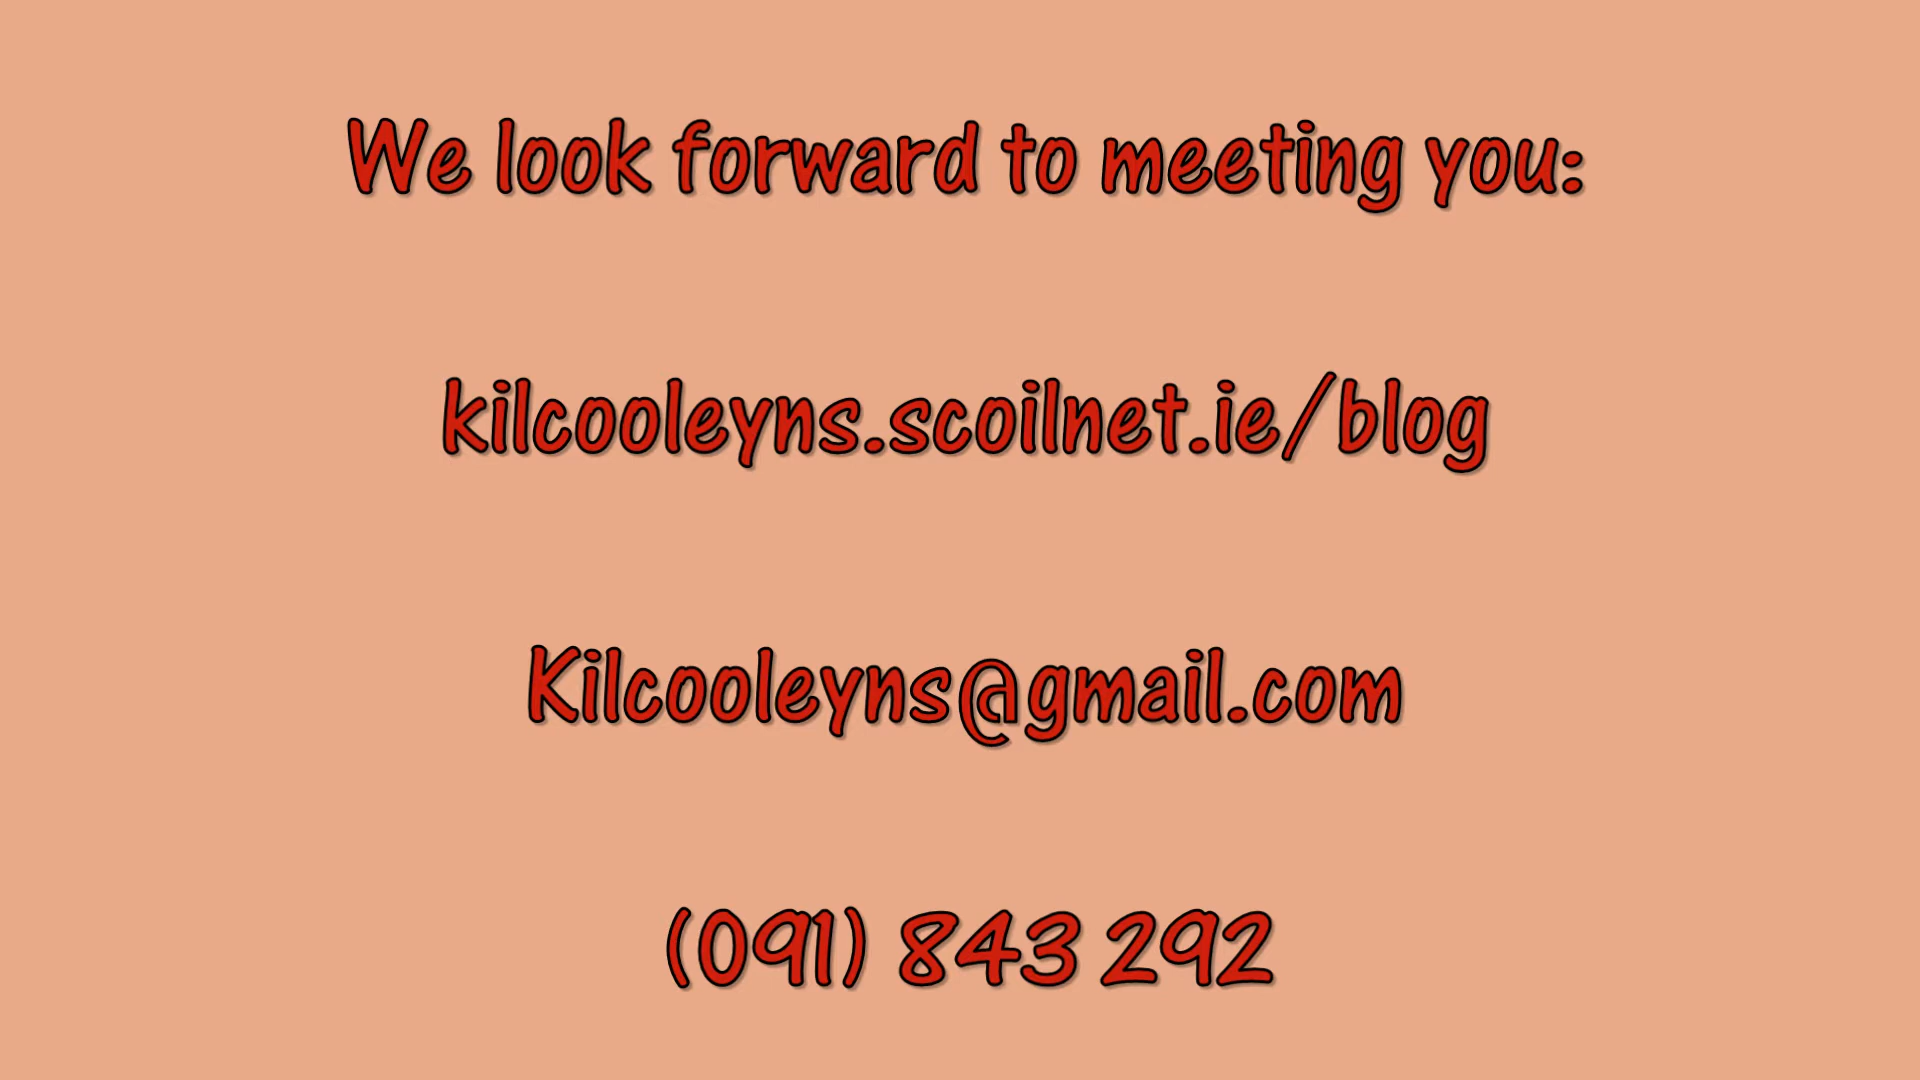 We look forward to meeting you:
kilcooleyns.scoilnet.ie/blog
Kilcooleyns@gmail.com
(091) 843 292